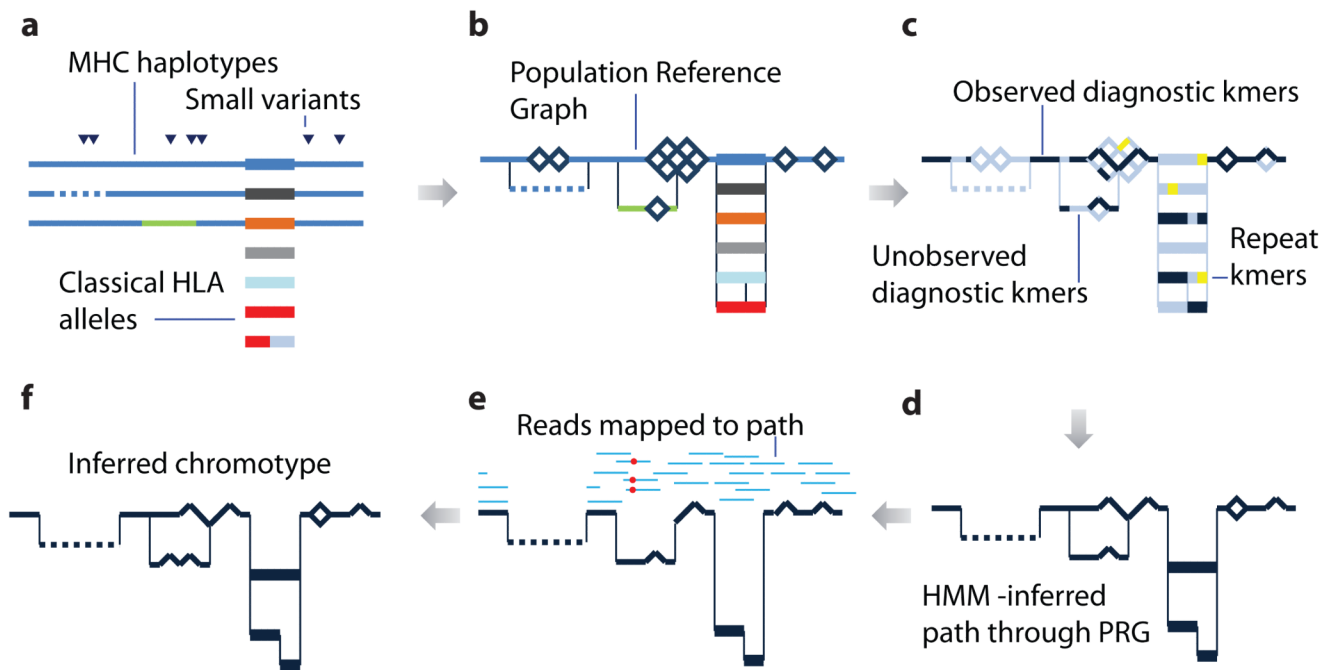 a
MHC haplotypes
Small variants
Classical HLA
alleles
b
Population Reference
Graph
c
Observed diagnostic kmers
Unobserved
diagnostic kmers
Repeat
kmers
f
Inferred chromotype
e
Reads mapped to path
d
HMM -inferred
path through PRG